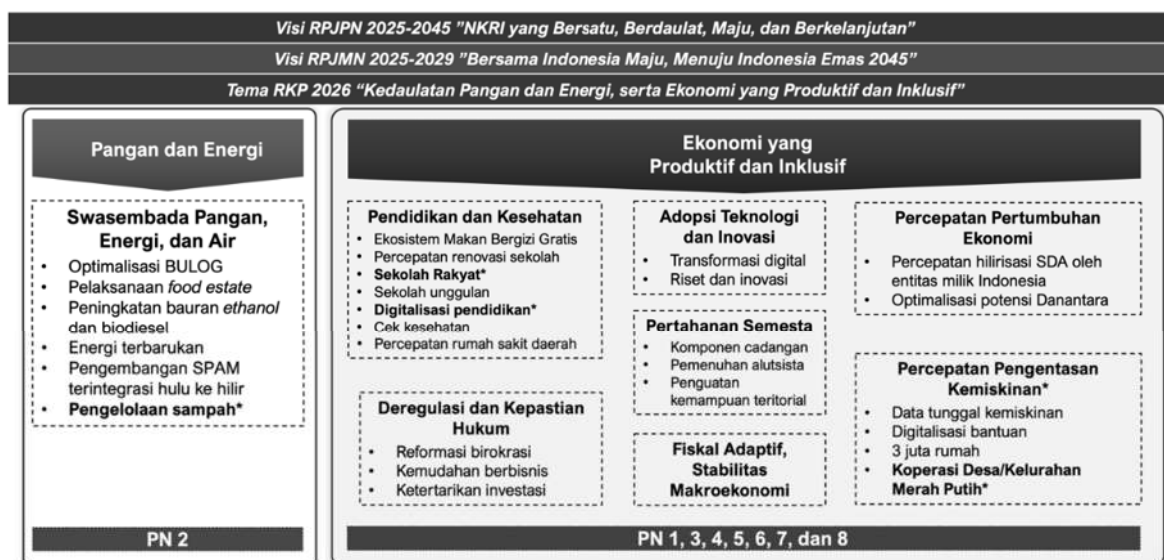 Visi RPJPN 2025-2045 ”NKRI yang Bersatu, Berdaulat, Maju, dan Berkelanjutan”
Visi RPJMN 2025-2029 ”Bersama Indonesia Maju, Menuju Indonesia Emas 2045”
Tema RKP 2026 “Kedaulatan Pangan dan Energi, serta Ekonomi yang Produktif dan Inklusif”
Pangan dan Energi
Swasembada Pangan,
Energi, dan Air
• Optimalisasi BULOG
• Pelaksanaan food estate
• Peningkatan bauran ethanol
dan biodiesel
• Energi terbarukan
• Pengembangan SPAM
terintegrasi hulu ke hilir
• Pengelolaan sampah*
PN 2
Ekonomi yang
Produktif dan Inklusif
Pendidikan dan Kesehatan
• Ekosistem Makan Bergizi Gratis
• Percepatan renovasi sekolah
• Sekolah Rakyat*
• Sekolah unggulan
• Digitalisasi pendidikan*
• Cek kesehatan
• Percepatan rumah sakit daerah
Deregulasi dan Kepastian
Hukum
• Reformasi birokrasi
• Kemudahan berbisnis
• Ketertarikan investasi
Adopsi Teknologi
dan Inovasi
• Transformasi digital
• Riset dan inovasi
Pertahanan Semesta
• Komponen cadangan
• Pemenuhan alutsista
• Penguatan
kemampuan teritorial
Fiskal Adaptif,
Stabilitas
Makroekonomi
Percepatan Pertumbuhan
Ekonomi
• Percepatan hilirisasi SDA oleh
entitas milik Indonesia
• Optimalisasi potensi Danantara
Percepatan Pengentasan
Kemiskinan*
• Data tunggal kemiskinan
• Digitalisasi bantuan
• 3 juta rumah
• Koperasi Desa/Kelurahan
Merah Putih*
PN 1, 3, 4, 5, 6, 7, dan 8